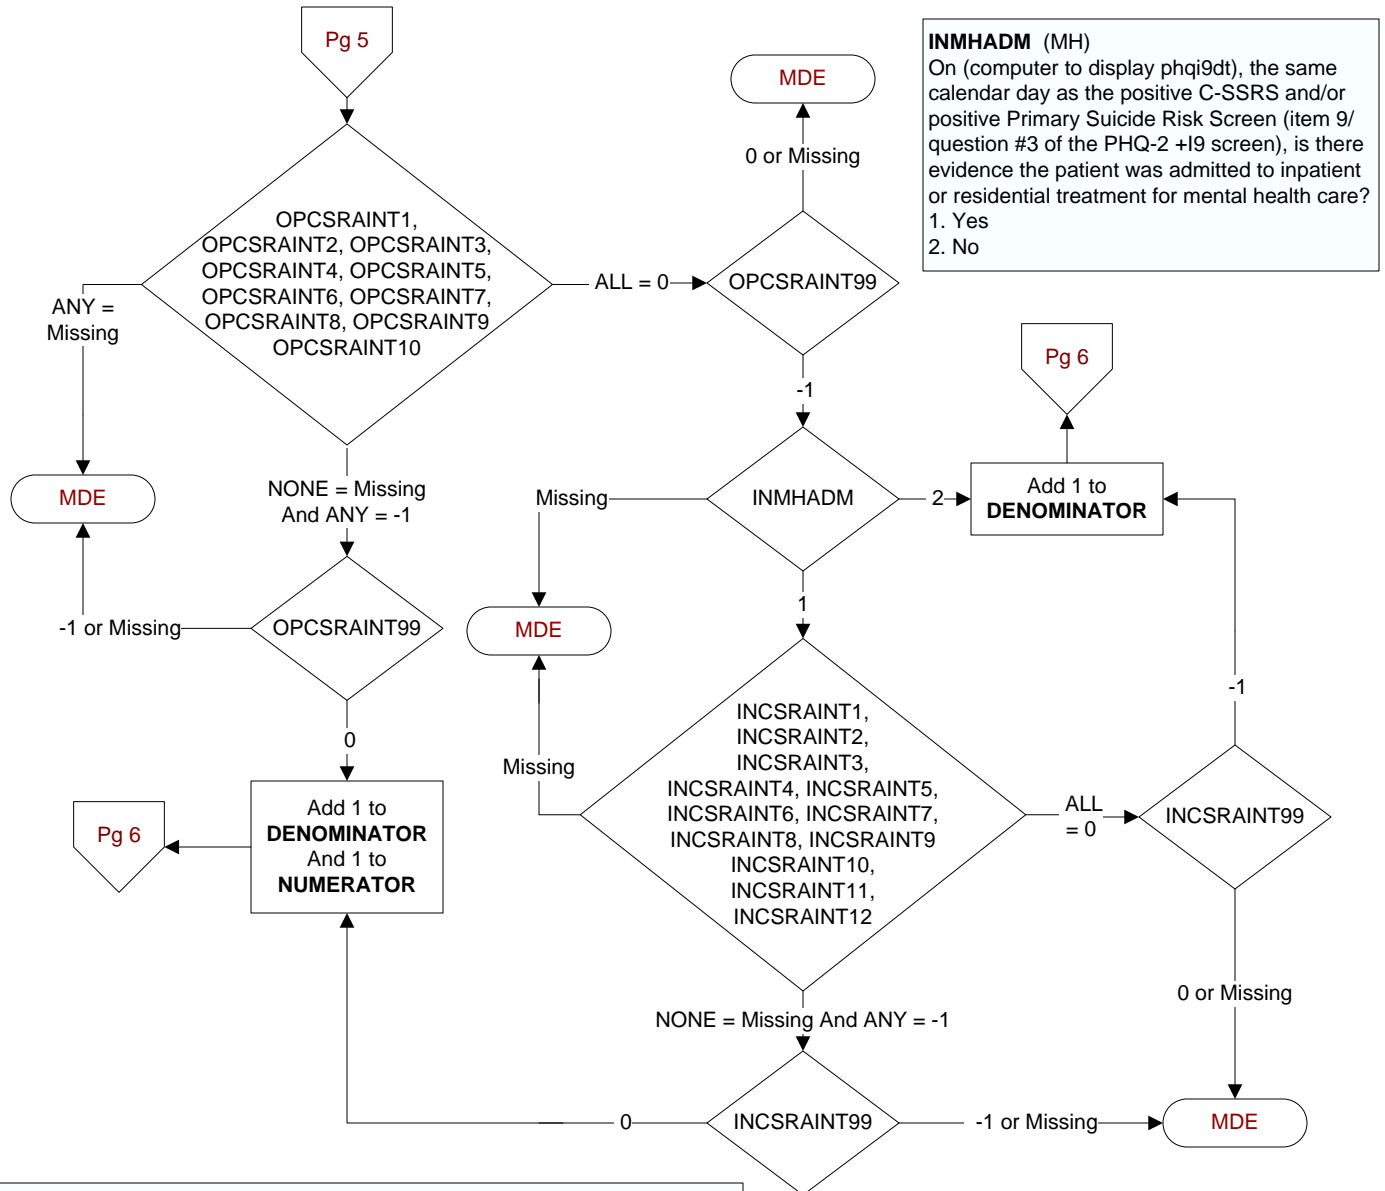 Pg 5
MDE
INMHADM (MH)
On (computer to display phqi9dt), the same
calendar day as the positive C-SSRS and/or
positive Primary Suicide Risk Screen (item 9/
question #3 of the PHQ-2 +I9 screen), is there
evidence the patient was admitted to inpatient
or residential treatment for mental health care?
1. Yes
2. No
0 or Missing
OPCSRAINT1,
OPCSRAINT2, OPCSRAINT3,
OPCSRAINT4, OPCSRAINT5,
OPCSRAINT6, OPCSRAINT7,
OPCSRAINT8, OPCSRAINT9
OPCSRAINT10
ALL = 0
OPCSRAINT99
ANY =
Missing
Pg 6
-1
MDE
NONE = Missing
And ANY = -1
Missing
INMHADM
2
Add 1 to
DENOMINATOR
1
-1 or Missing
OPCSRAINT99
MDE
-1
0
Missing
INCSRAINT1,
INCSRAINT2,
INCSRAINT3,
INCSRAINT4, INCSRAINT5,
INCSRAINT6, INCSRAINT7,
INCSRAINT8, INCSRAINT9
INCSRAINT10,
INCSRAINT11,
INCSRAINT12
ALL
= 0
INCSRAINT99
Pg 6
Add 1 to
DENOMINATOR
And 1 to
NUMERATOR
0 or Missing
NONE = Missing And ANY = -1
0
INCSRAINT99
-1 or Missing
MDE